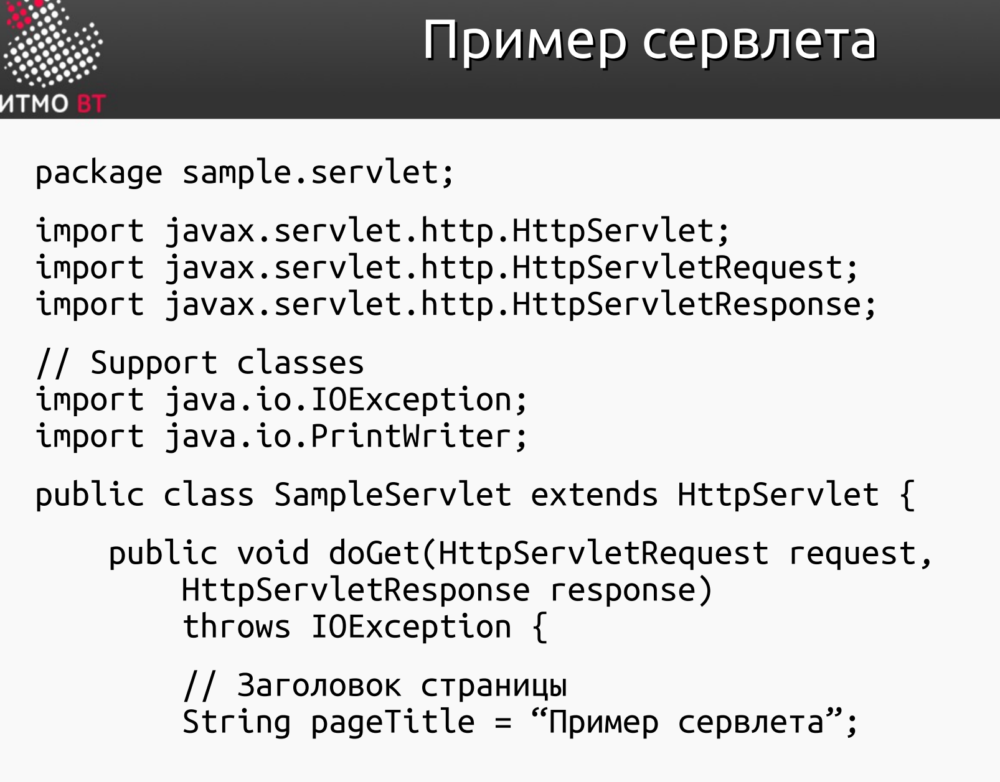 Пример сервлета
ИТМО ВТ
package sample.servlet;
import javax.servlet.http.HttpServlet;
import javax.servlet.http.HttpServletRequest;
import javax.servlet.http.HttpServletResponse;
// Support classes
import java.io.IOException;
import java.io.PrintWriter;
public class SampleServlet extends HttpServlet {
public void doGet(HttpServletRequest request,
HttpServletResponse response)
throws IOException {
// Заголовок страницы
String pageTitle = “Пример сервлета”;